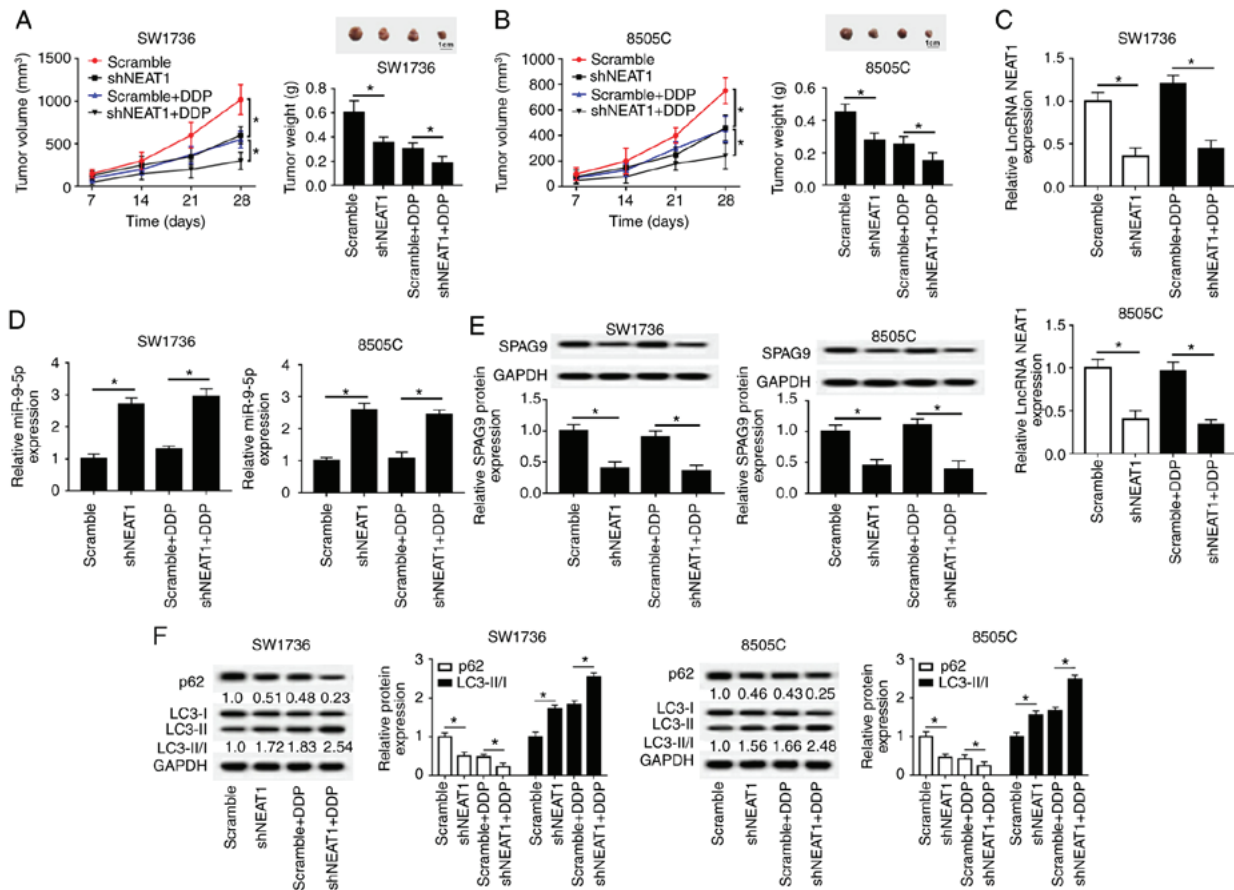 A
SW1736
Tumor volume (mm³)
1500
1000
500
0
7
14
21
28
Time (days)
Scramble
shNEAT1
Scramble+DDP
shNEAT1+DDP
*
*
1cm
SW1736
Tumor weight (g)
0.8
0.6
0.4
0.2
0.0
*
*
Scramble
shNEAT1
Scramble+DDP
shNEAT1+DDP
B
8505C
Tumor volume (mm³)
1000
800
600
400
200
0
7
14
21
28
Time (days)
Scramble
shNEAT1
Scramble+DDP
shNEAT1+DDP
*
*
1cm
8505C
Tumor weight (g)
0.6
0.4
0.2
0.0
*
*
Scramble
shNEAT1
Scramble+DDP
shNEAT1+DDP
C
SW1736
Relative LncRNA NEAT1
expression
1.5
1.0
0.5
0.0
*
*
Scramble
shNEAT1
Scramble+DDP
shNEAT1+DDP
8505C
Relative LncRNA NEAT1
expression
1.5
1.0
0.5
0.0
*
*
Scramble
shNEAT1
Scramble+DDP
shNEAT1+DDP
D
SW1736
Relative miR-9-5p
expression
4
3
2
1
0
*
*
Scramble
shNEAT1
Scramble+DDP
shNEAT1+DDP
8505C
Relative miR-9-5p
expression
4
3
2
1
0
*
*
Scramble
shNEAT1
Scramble+DDP
shNEAT1+DDP
E
SW1736
SPAG9
GAPDH
Relative SPAG9 protein
expression
1.5
1.0
0.5
0.0
*
*
Scramble
shNEAT1
Scramble+DDP
shNEAT1+DDP
8505C
SPAG9
GAPDH
Relative SPAG9 protein
expression
1.5
1.0
0.5
0.0
*
*
Scramble
shNEAT1
Scramble+DDP
shNEAT1+DDP
F
SW1736
p62
1.0 0.51 0.48 0.23
LC3-I
LC3-II
LC3-II/I 1.0 1.72 1.83 2.54
GAPDH
Scramble
shNEAT1
Scramble+DDP
shNEAT1+DDP
SW1736
Relative protein
expression
3
2
1
0
p62
LC3-II/I
*
*
*
*
Scramble
shNEAT1
Scramble+DDP
shNEAT1+DDP
Scramble
shNEAT1
Scramble+DDP
shNEAT1+DDP
8505C
p62
1.0 0.46 0.43 0.25
LC3-I
LC3-II
LC3-II/I 1.0 1.56 1.66 2.48
GAPDH
Scramble
shNEAT1
Scramble+DDP
shNEAT1+DDP
8505C
Relative protein
expression
3
2
1
0
p62
LC3-II/I
*
*
*
*
Scramble
shNEAT1
Scramble+DDP
shNEAT1+DDP
Scramble
shNEAT1
Scramble+DDP
shNEAT1+DDP